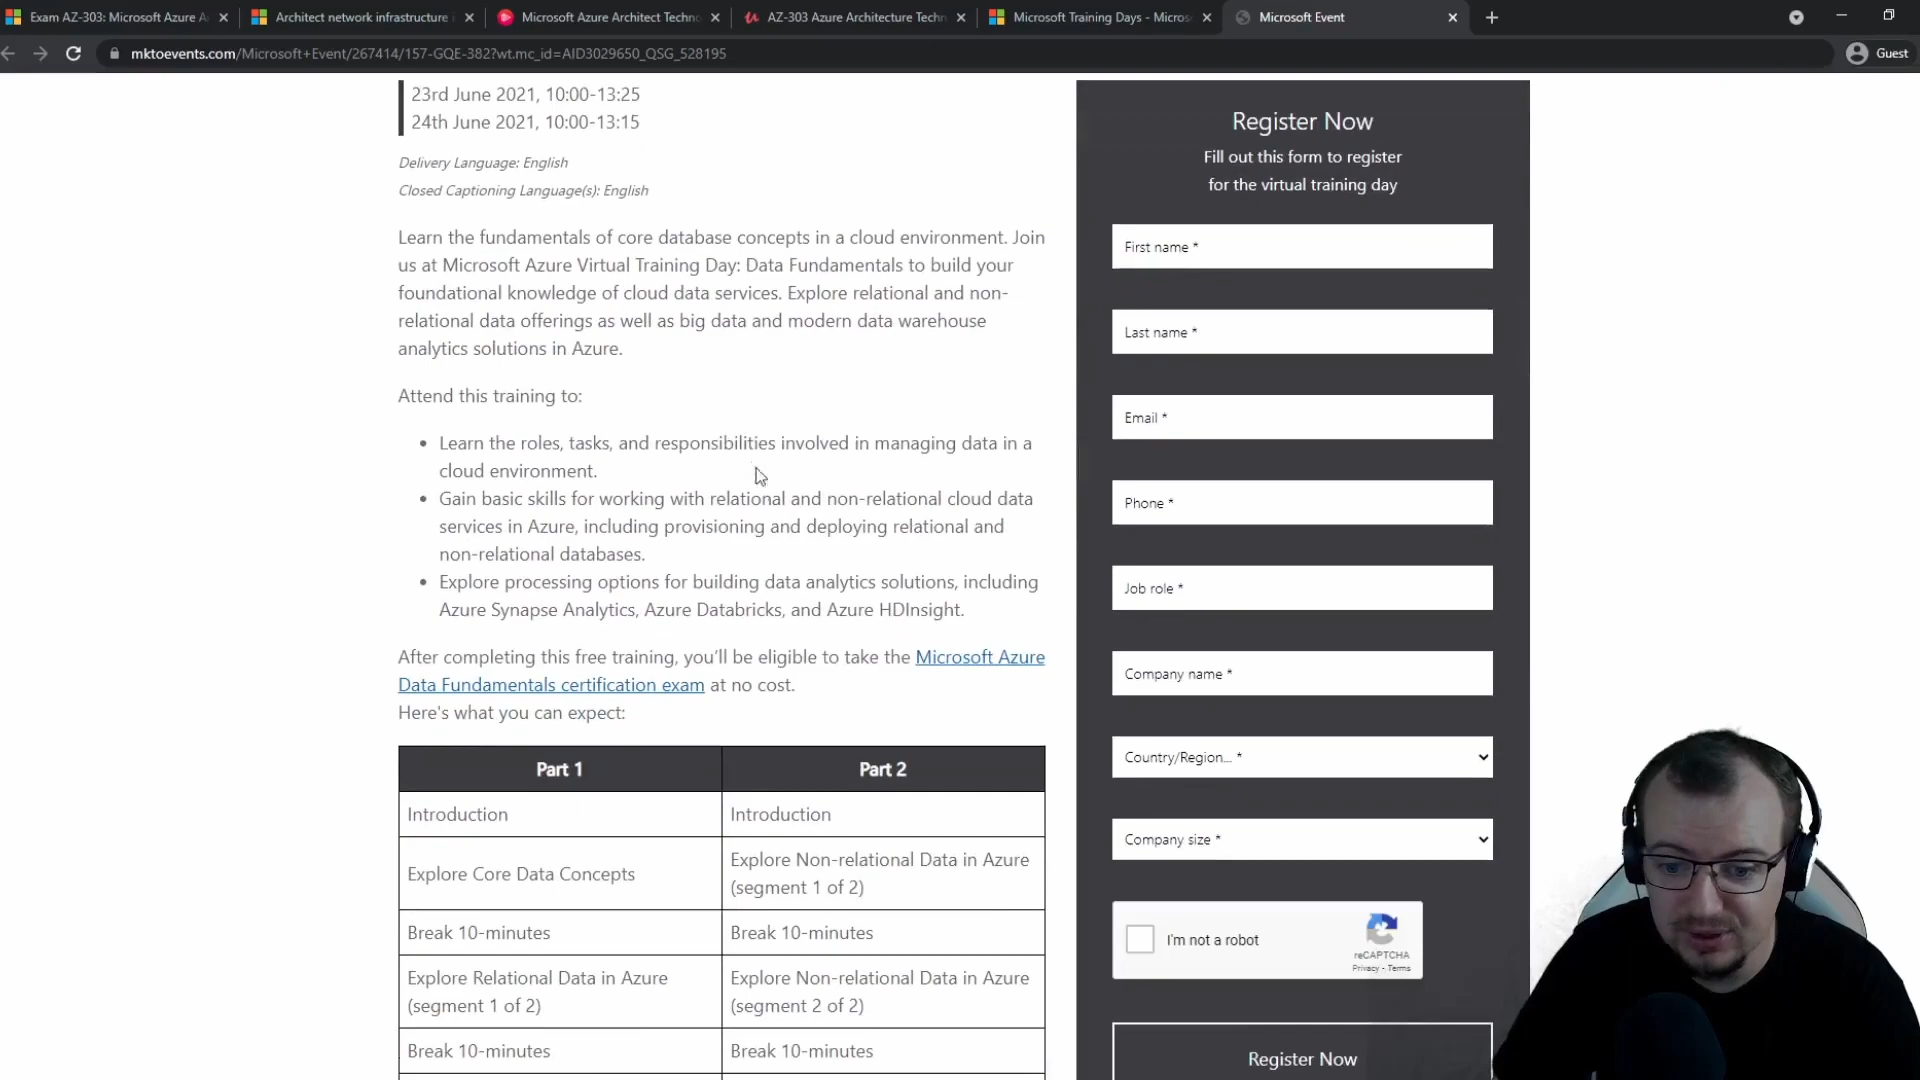 Exam AZ-303: Microsoft Azure A
Architect network infrastructure i
Microsoft Azure Architect Techno
AZ-303 Azure Architecture Techn
Microsoft Training Days - Micros
Microsoft Event
mktoevents.com/Microsoft+Event/267414/157-GQE-382?wt.mc_id=AID3029650_QSG_528195
Guest
23rd June 2021, 10:00-13:25
24th June 2021, 10:00-13:15
Delivery Language: English
Closed Captioning Language(s): English
Learn the fundamentals of core database concepts in a cloud environment. Join
us at Microsoft Azure Virtual Training Day: Data Fundamentals to build your
foundational knowledge of cloud data services. Explore relational and non-
relational data offerings as well as big data and modern data warehouse
analytics solutions in Azure.
Attend this training to:
• Learn the roles, tasks, and responsibilities involved in managing data in a
cloud environment.
• Gain basic skills for working with relational and non-relational cloud data
services in Azure, including provisioning and deploying relational and
non-relational databases.
• Explore processing options for building data analytics solutions, including
Azure Synapse Analytics, Azure Databricks, and Azure HDInsight.
After completing this free training, you'll be eligible to take the Microsoft Azure
Data Fundamentals certification exam at no cost.
Here's what you can expect:
Part 1
Part 2
Introduction
Introduction
Explore Core Data Concepts
Explore Non-relational Data in Azure
(segment 1 of 2)
Break 10-minutes
Break 10-minutes
Explore Relational Data in Azure
(segment 1 of 2)
Explore Non-relational Data in Azure
(segment 2 of 2)
Break 10-minutes
Break 10-minutes
Register Now
Fill out this form to register
for the virtual training day
First name *
Last name *
Email *
Phone *
Job role *
Company name *
Country/Region... *
Company size *
I'm not a robot
reCAPTCHA
Privacy - Terms
Register Now